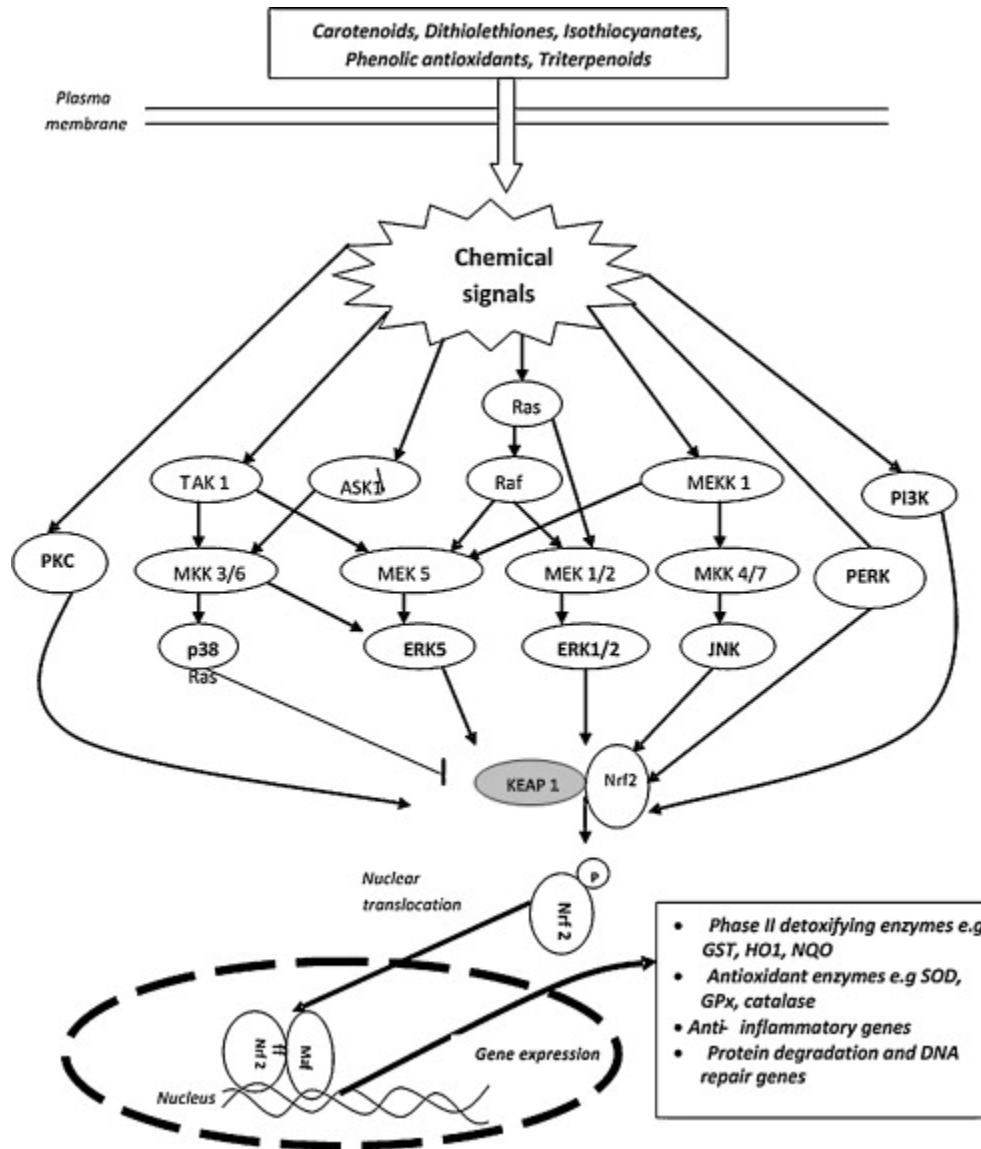 Carotenoids, Dithiolethiones, Isothiocyanates,
Phenolic antioxidants, Triterpenoids
Plasma
membrane
Chemical
signals
Ras
TAK 1
ASK1
Raf
MEKK 1
PI3K
PKC
MKK 3/6
MEK 5
MEK 1/2
MKK 4/7
PERK
p38
Ras
ERK5
ERK1/2
JNK
KEAP 1
Nrf2
Nuclear
translocation
P
Nrf 2
• Phase II detoxifying enzymes e.g
GST, HO1, NQO
• Antioxidant enzymes e.g SOD,
GPx, catalase
• Anti- inflammatory genes
• Protein degradation and DNA
repair genes
Nrf 2
ff
Maf
Gene expression
Nucleus